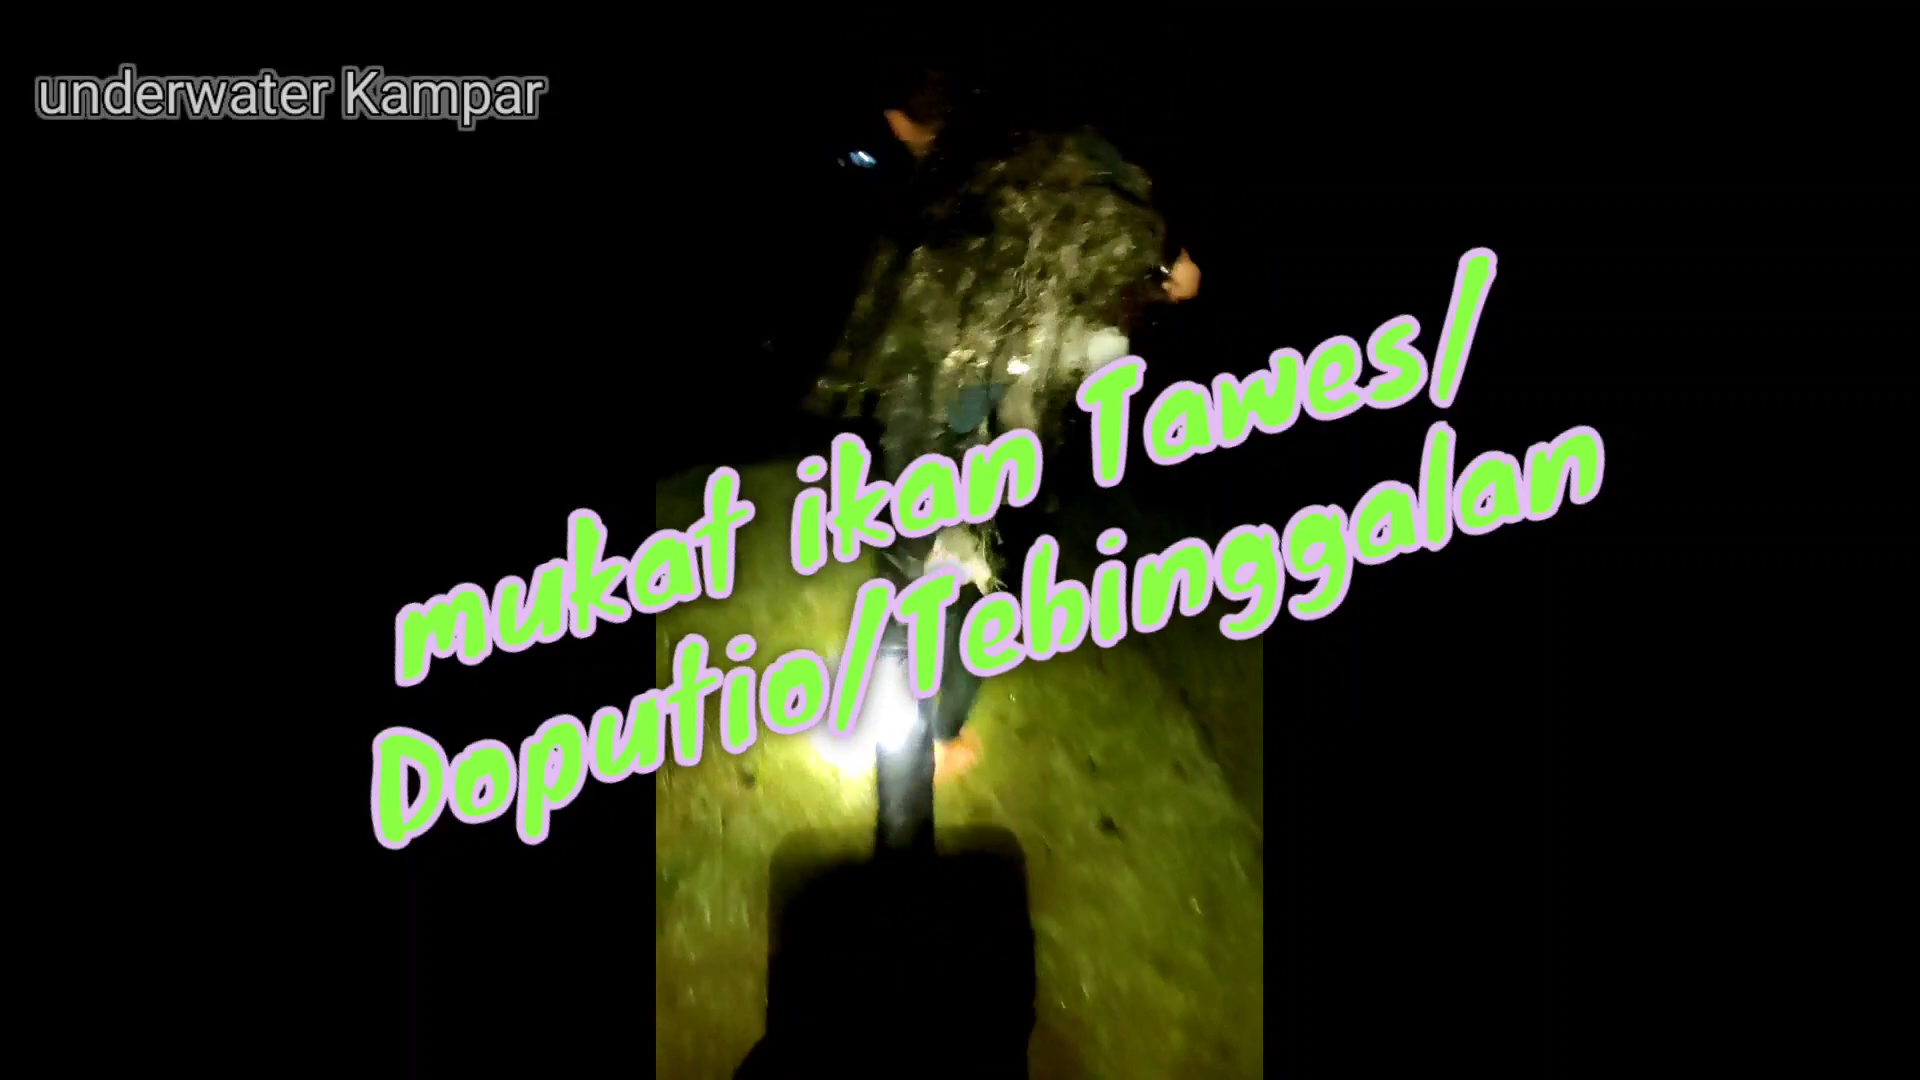 underwater Kampar
mukat ikan Tawes/
Doputio/Tebinggalan